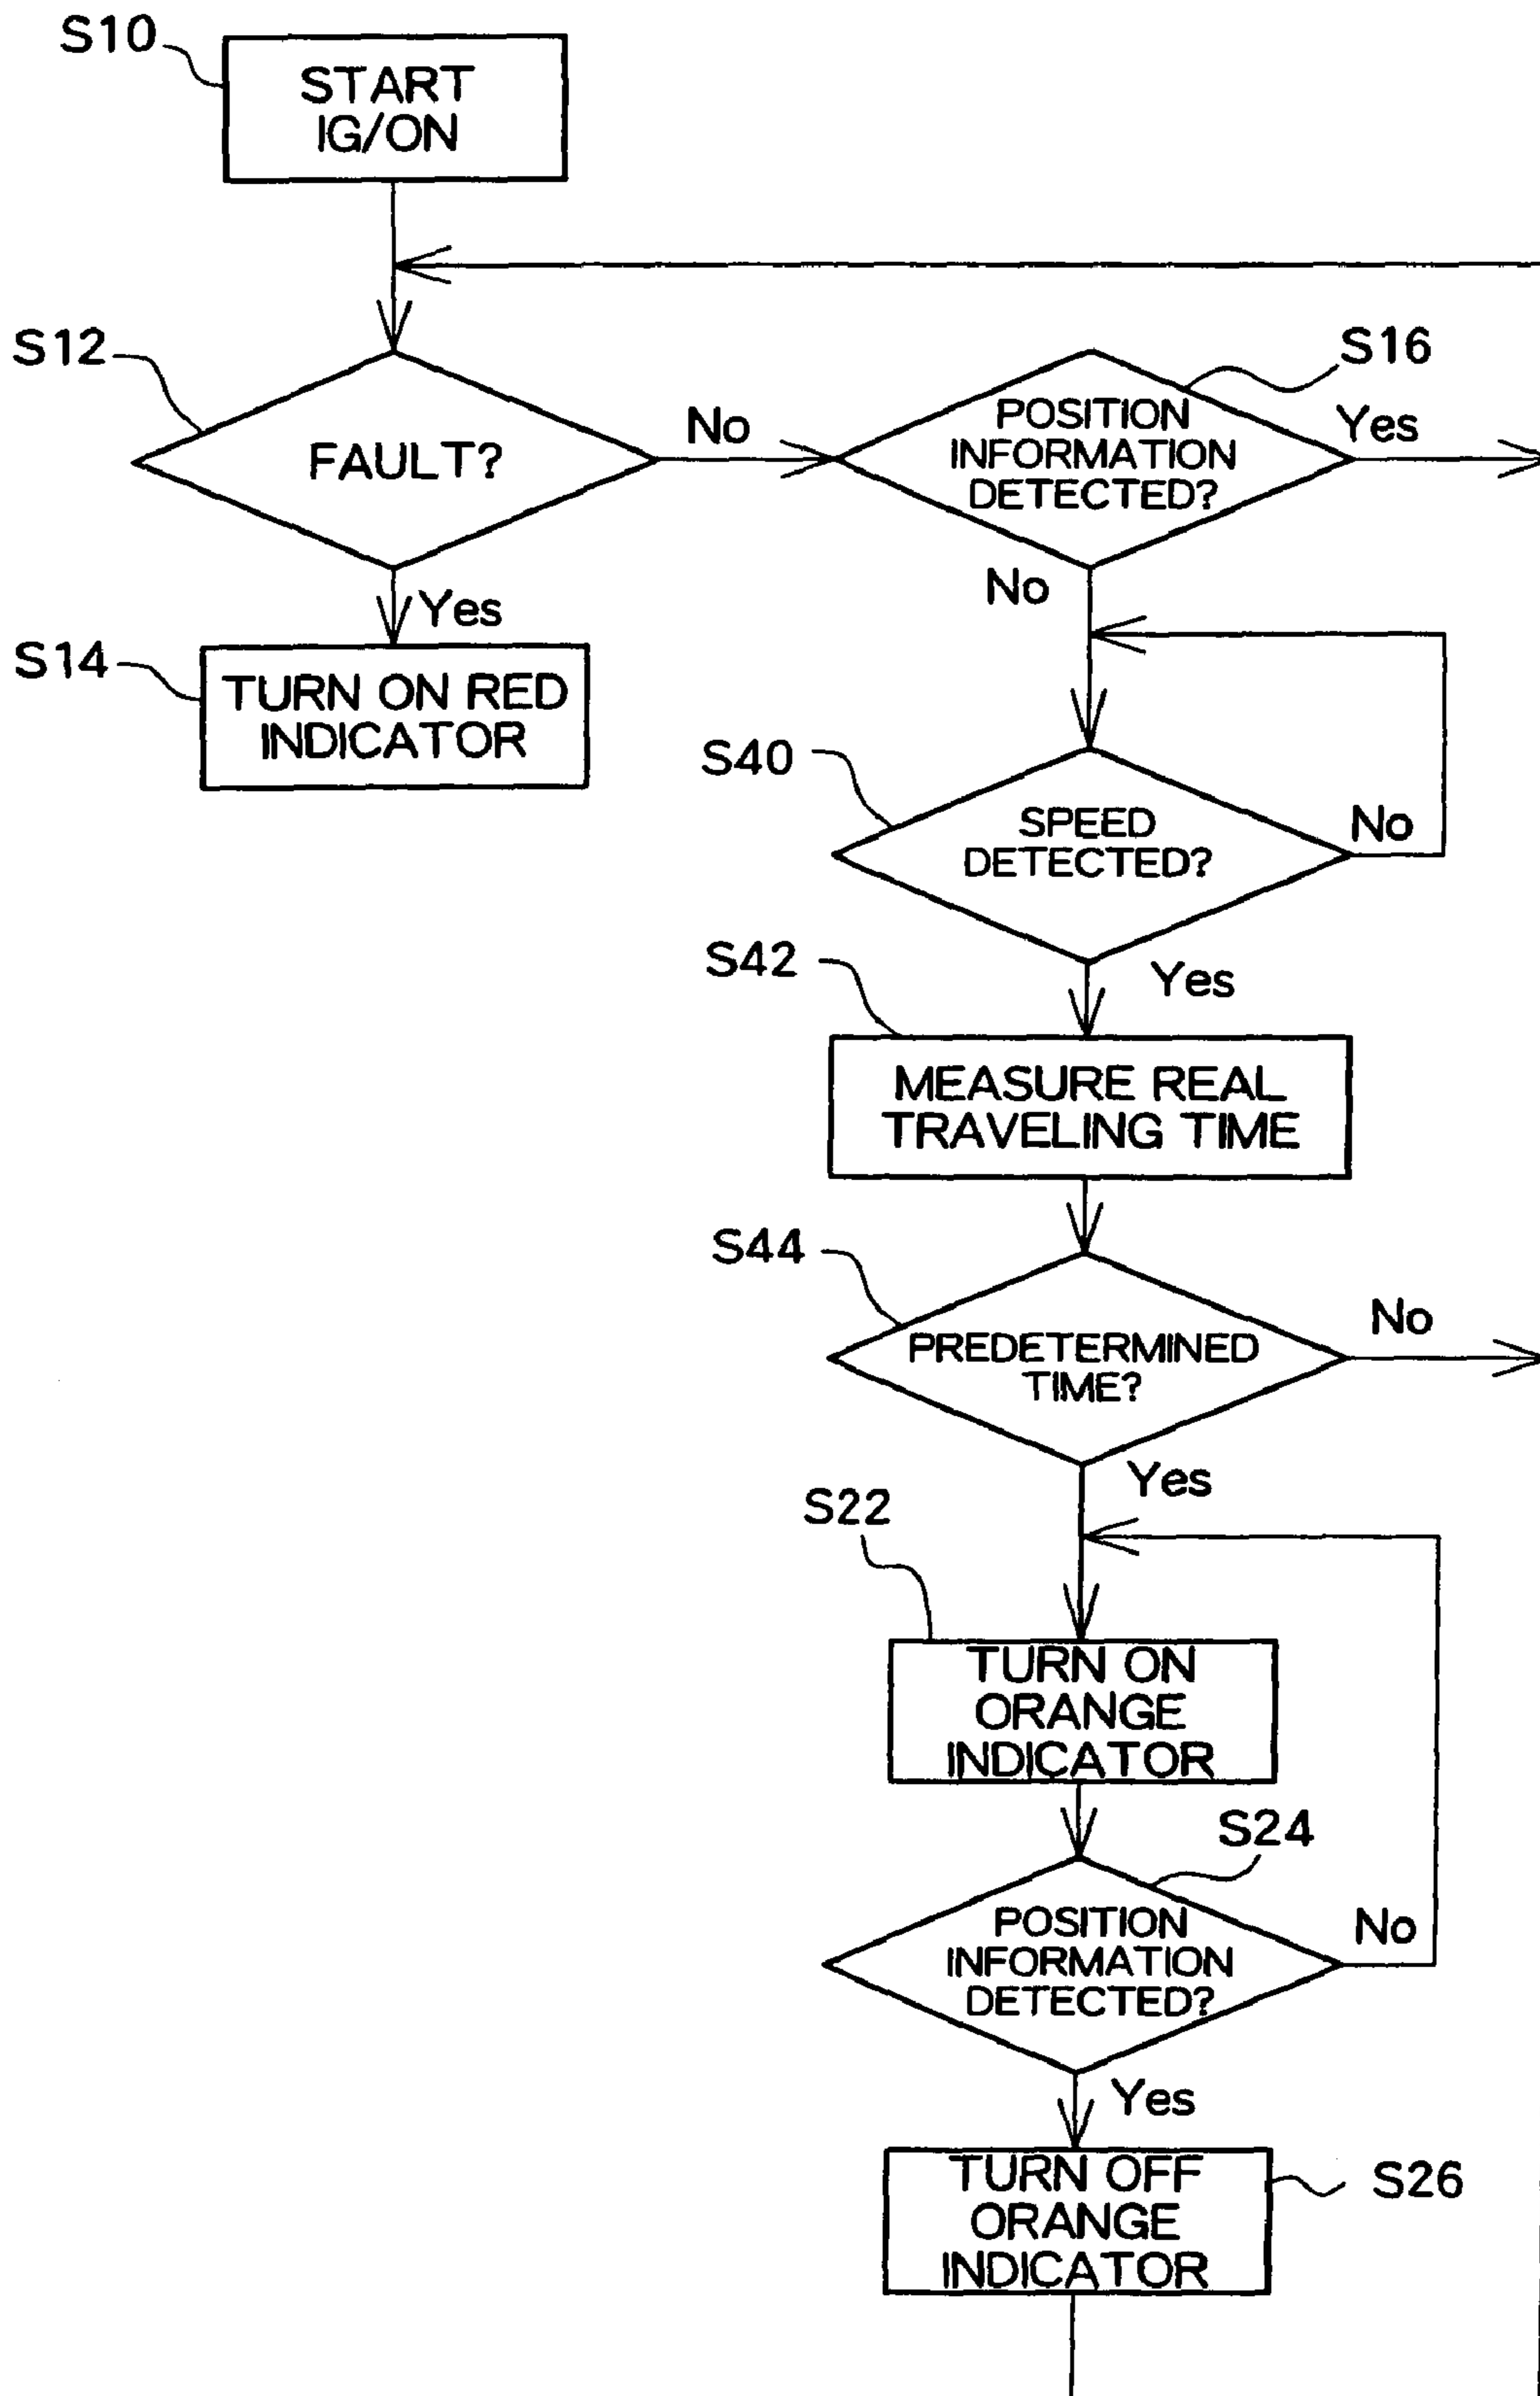 S10
START
IG/ON
S12
FAULT?
No
S16
POSITION
INFORMATION
DETECTED?
Yes
Yes
No
S14
TURN ON RED
INDICATOR
S40
SPEED
DETECTED?
No
S42
Yes
MEASURE REAL
TRAVELING TIME
S44
PREDETERMINED
TIME?
No
Yes
S22
TURN ON
ORANGE
INDICATOR
S24
POSITION
INFORMATION
DETECTED?
No
Yes
TURN OFF
ORANGE
INDICATOR
S26